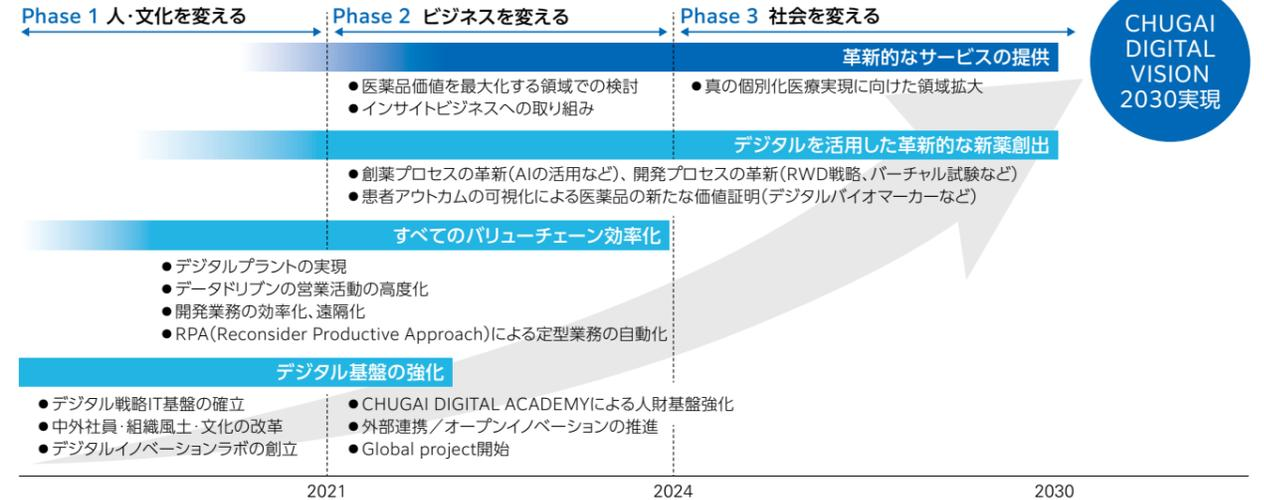 Phase 1 人・文化を変える
Phase 2 ビジネスを変える
Phase 3 社会を変える
CHUGAI
DIGITAL
VISION
2030実現
革新的なサービスの提供
●医薬品価値を最大化する領域での検討
●インサイトビジネスへの取り組み
●真の個別化医療実現に向けた領域拡大
デジタルを活用した革新的な新薬創出
●創薬プロセスの革新(AIの活用など)、開発プロセスの革新(RWD戦略、バーチャル試験など)
●患者アウトカムの可視化による医薬品の新たな価値証明(デジタルバイオマーカーなど)
すべてのバリューチェーン効率化
●デジタルプラントの実現
●データドリブンの営業活動の高度化
●開発業務の効率化、遠隔化
●RPA(Reconsider Productive Approach)による定型業務の自動化
デジタル基盤の強化
●デジタル戦略IT基盤の確立
●中外社員・組織風土・文化の改革
●デジタルイノベーションラボの創立
●CHUGAI DIGITAL ACADEMYによる人財基盤強化
●外部連携／オープンイノベーションの推進
●Global project開始
2021
2024
2030